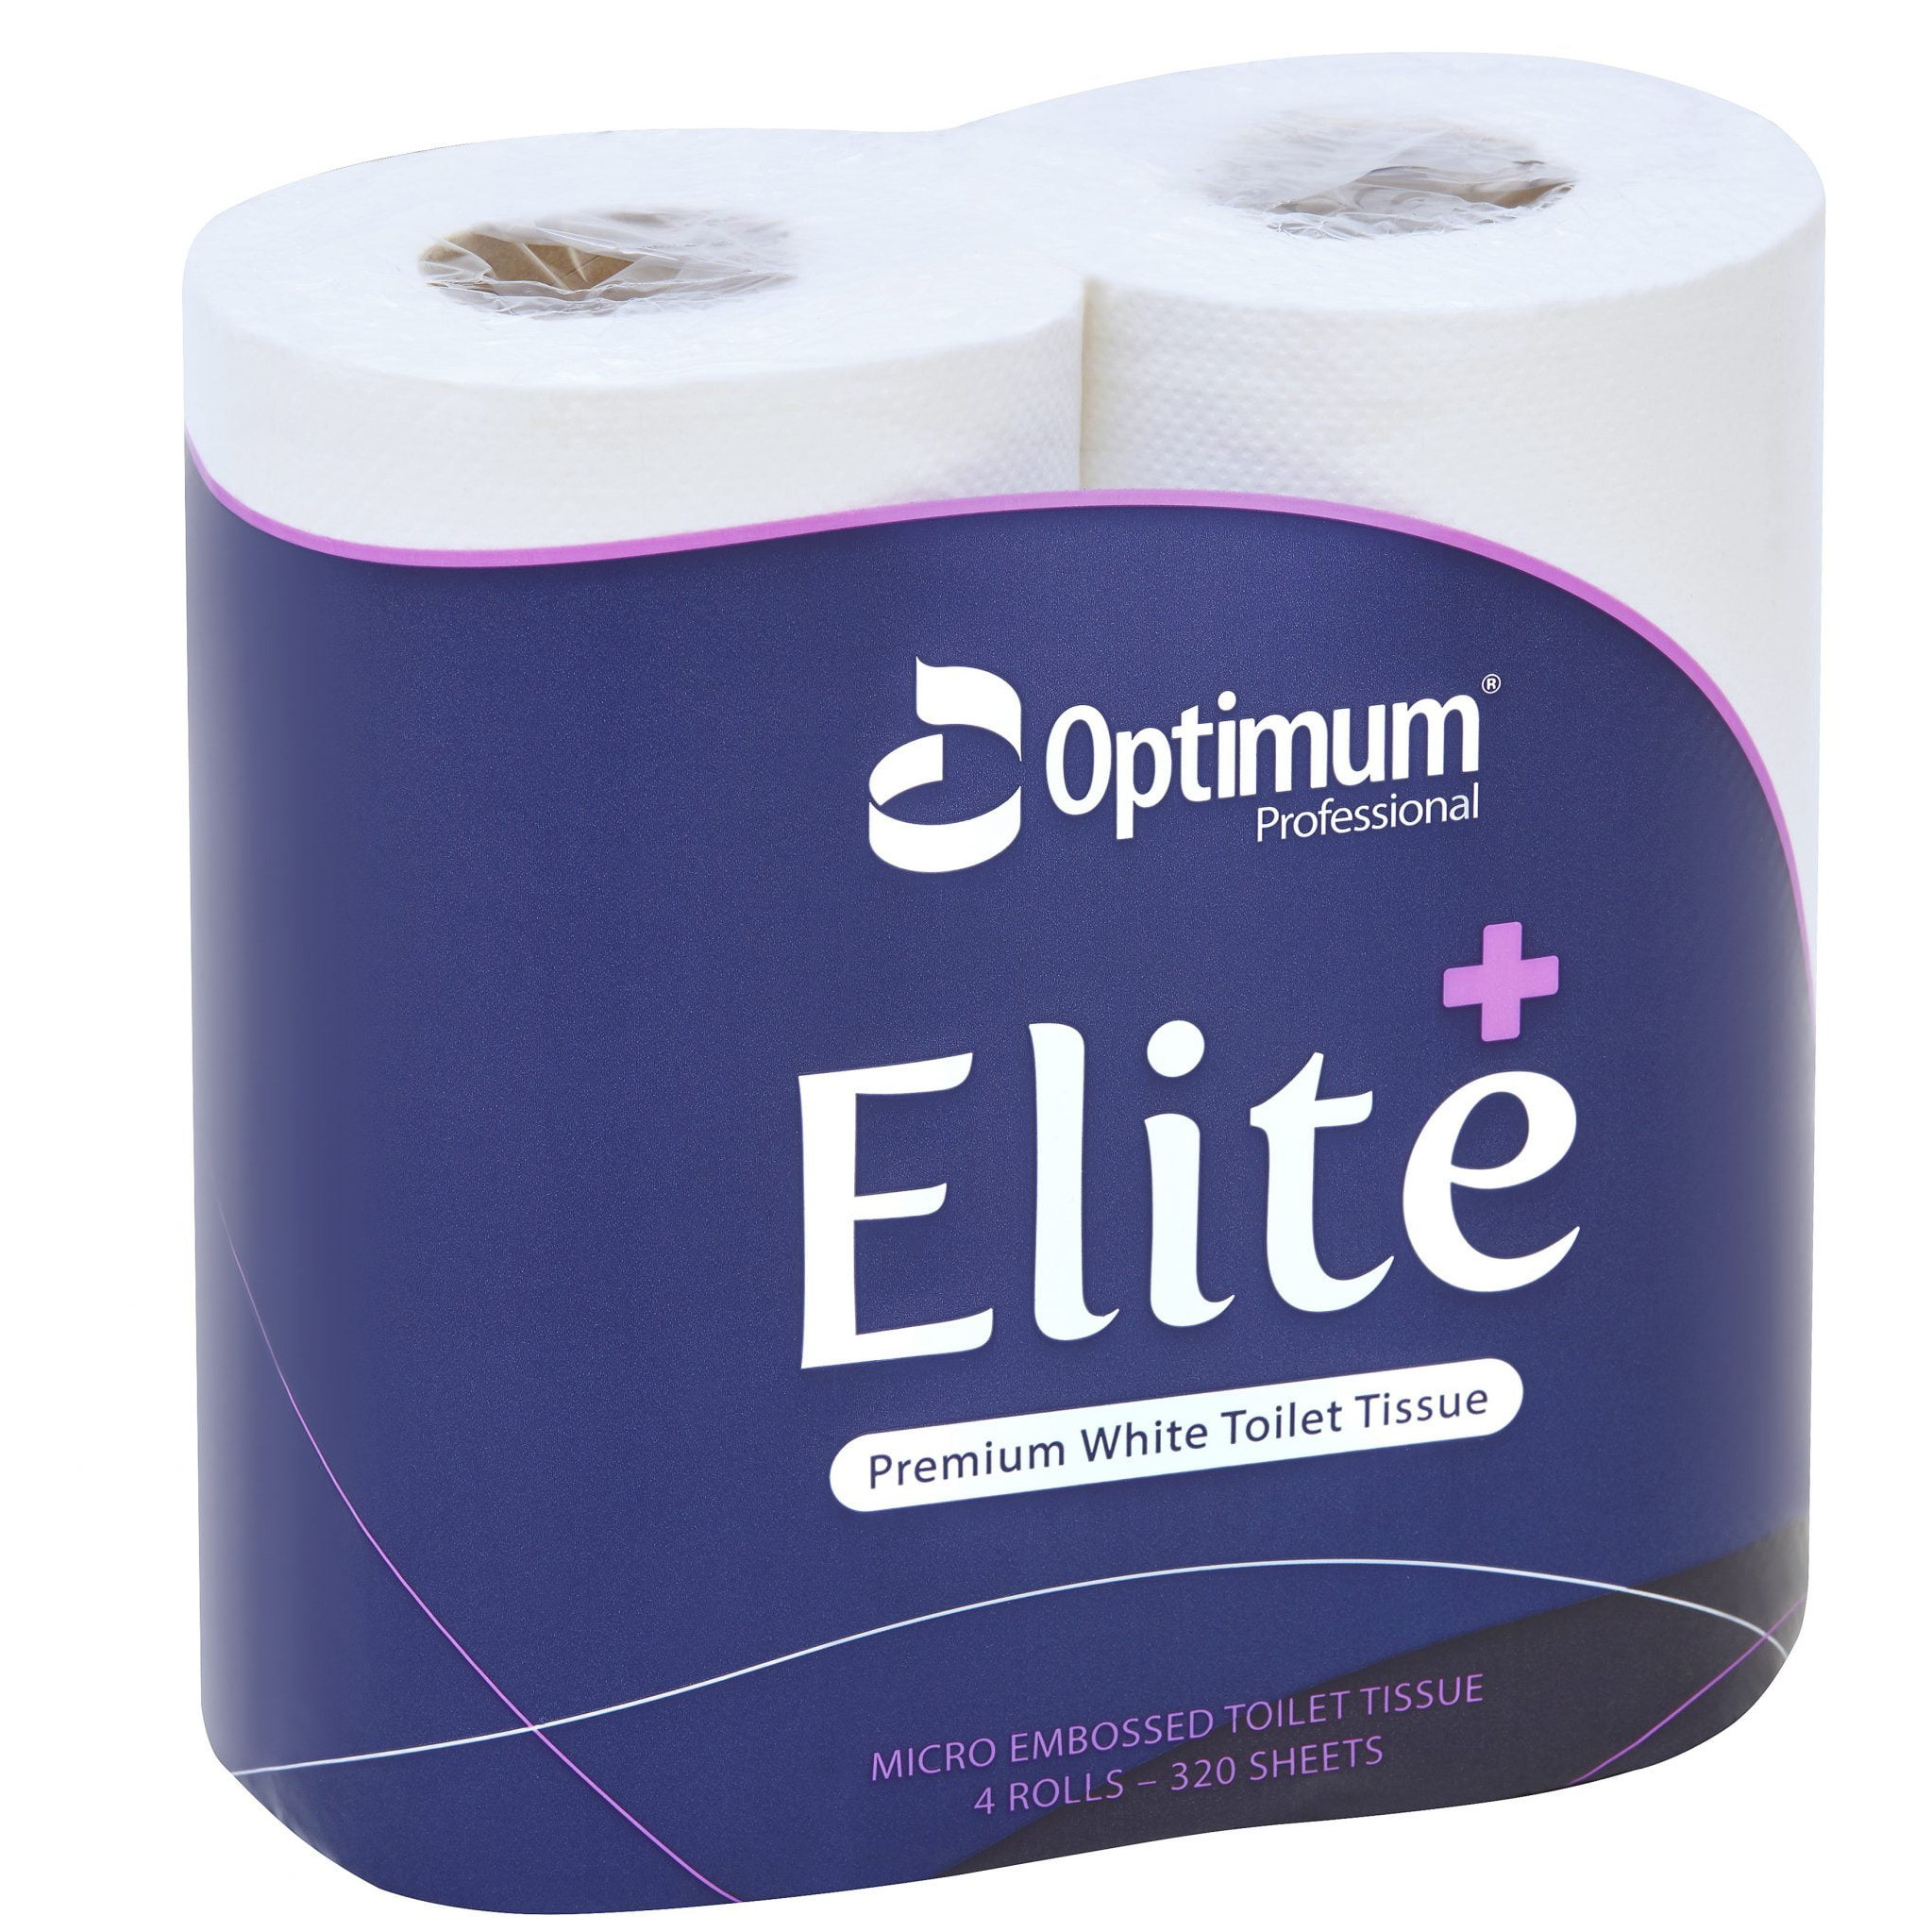 Optimum®
Professional
Elite+
Premium White Toilet Tissue
MICRO EMBOSSED TOILET TISSUE
4 ROLLS – 320 SHEETS